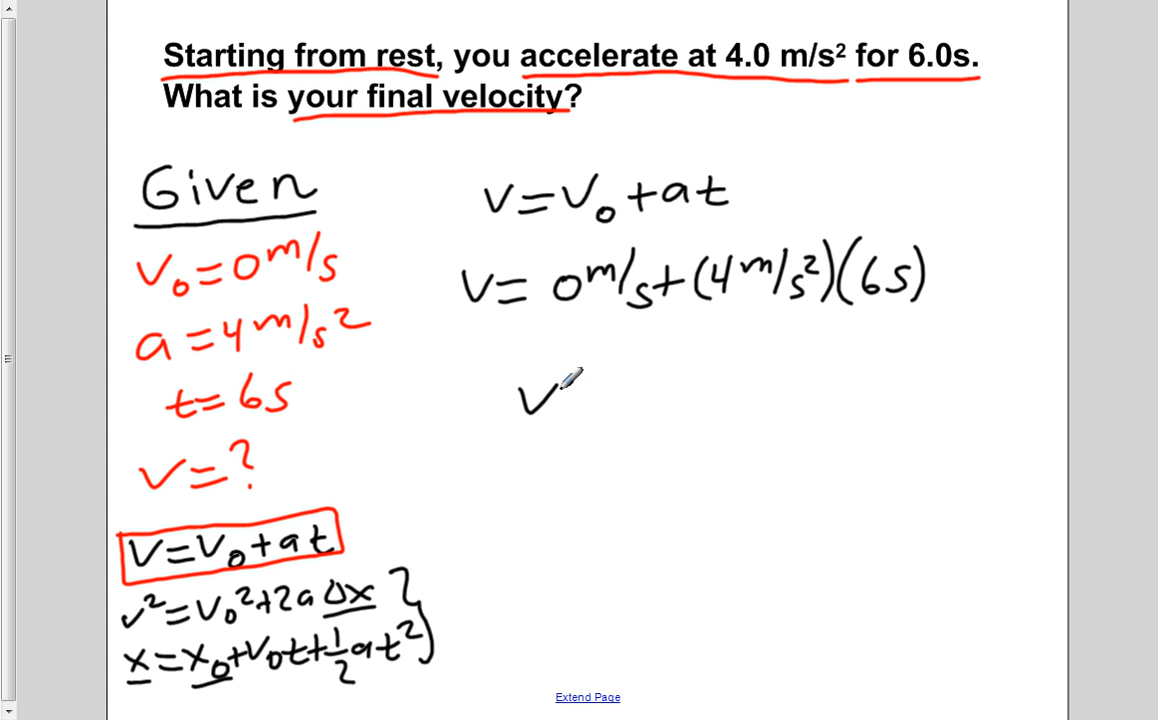 Starting from rest, you accelerate at 4.0 m/s² for 6.0s.
What is your final velocity?
Given
v₀=0m/s
a=4m/s²
t=6s
v=?
v=v₀+at
v²=v₀²+2aΔx
x=x₀+v₀t+½at²
v=v₀+at
v=0m/s+(4m/s²)(6s)
v
Extend Page